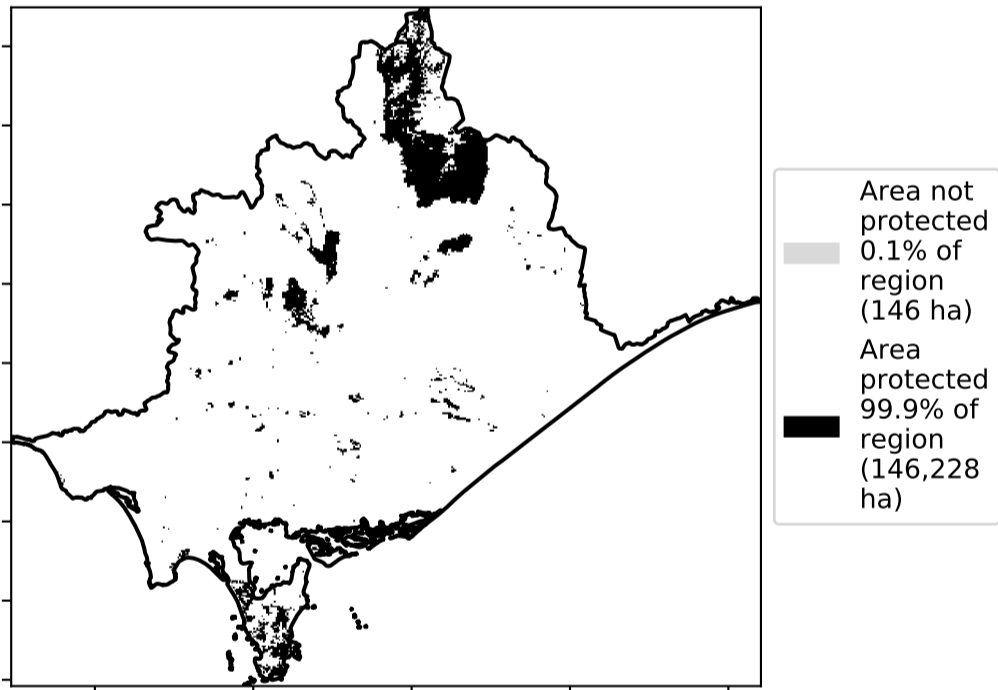 Area not
protected
0.1% of
region
(146 ha)
Area
protected
99.9% of
region
(146,228
ha)